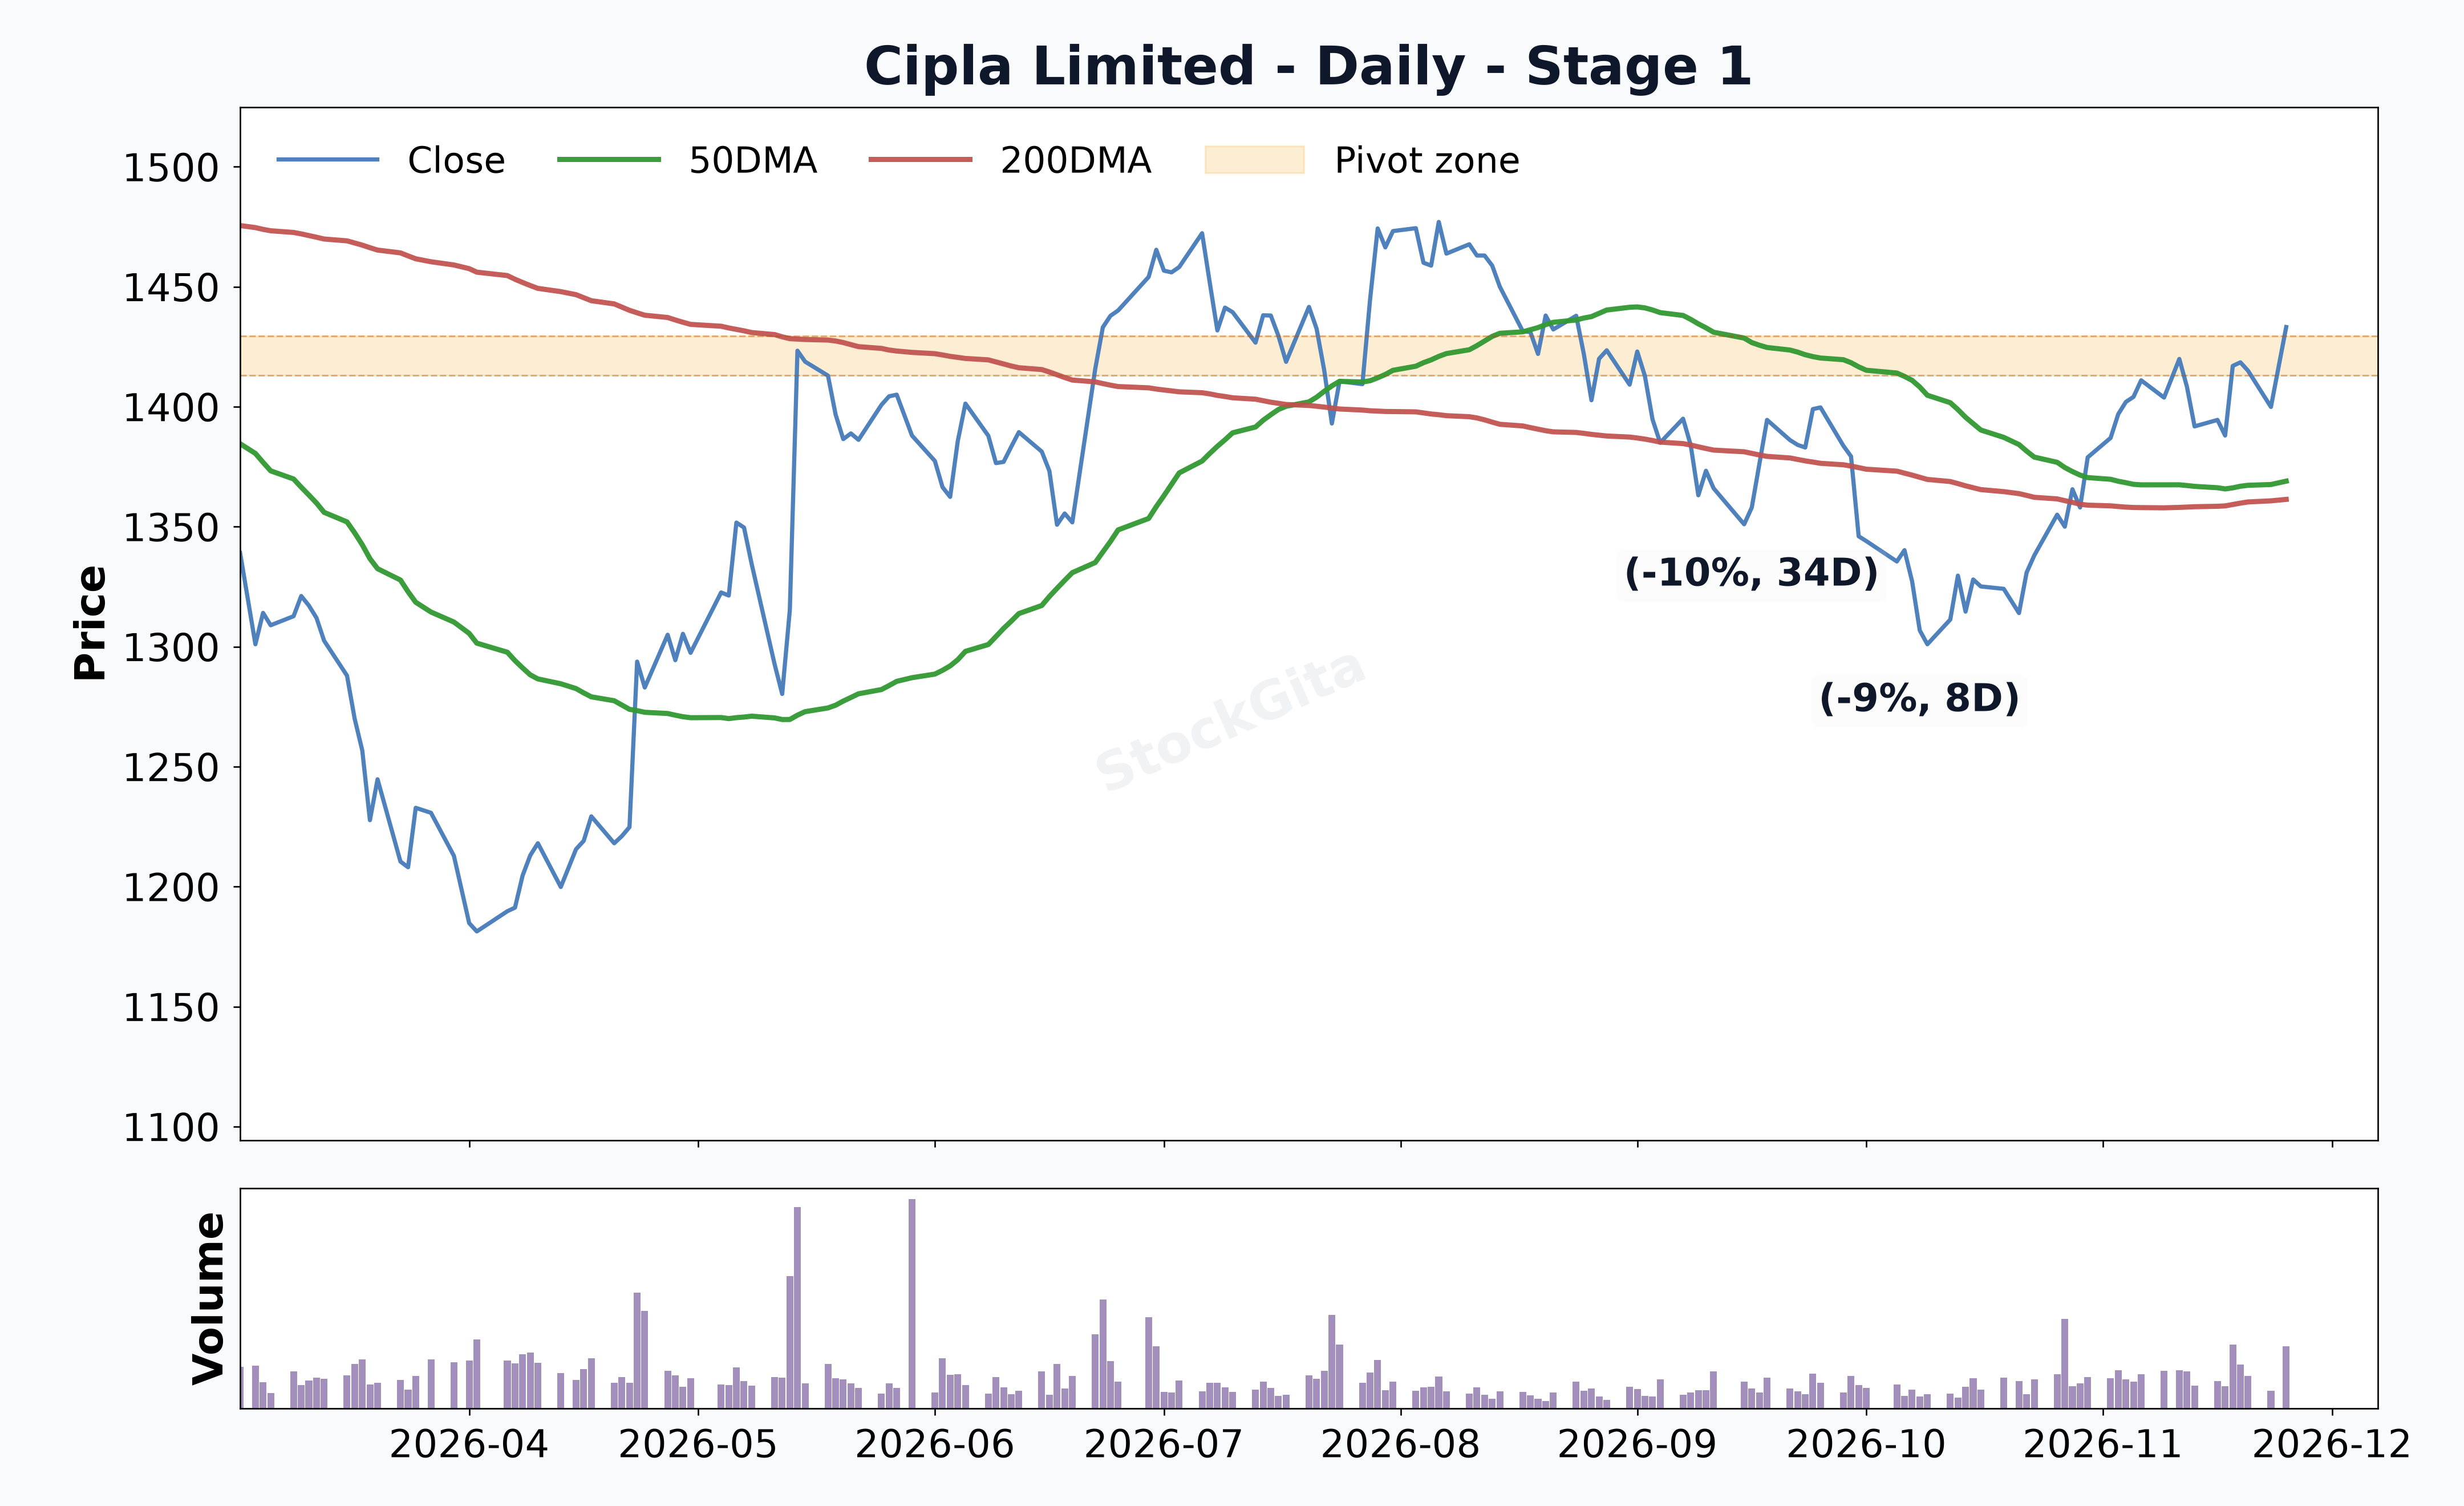 Cipla Limited - Daily - Stage 1
Close 50DMA 200DMA Pivot zone
1500
1450
1400
1350
1300
1250
1200
1150
1100
Price
(-10%, 34D)
(-9%, 8D)
StockGita
Volume
2026-04 2026-05 2026-06 2026-07 2026-08 2026-09 2026-10 2026-11 2026-12